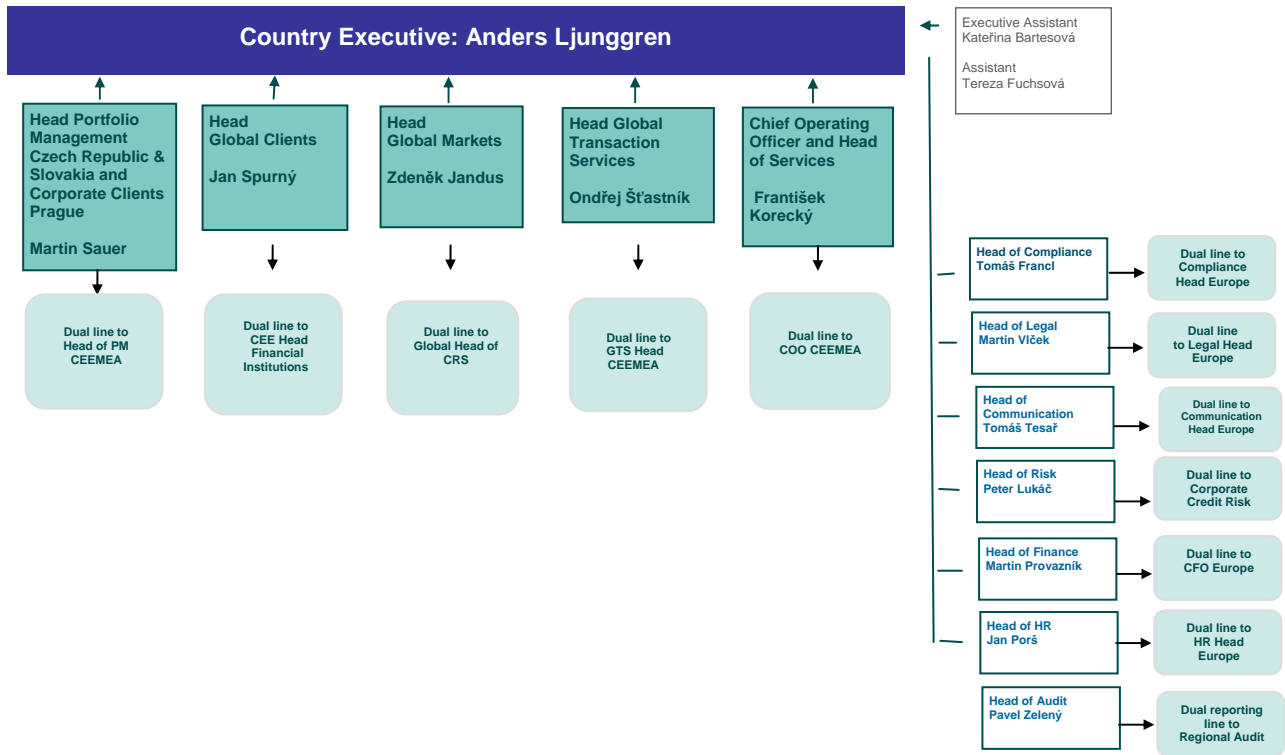 Country Executive: Anders Ljunggren
Executive Assistant
Kateřina Bartesová
Assistant
Tereza Fuchsová
Head Portfolio
Management
Czech Republic &
Slovakia and
Corporate Clients
Prague
Martin Sauer
Head
Global Clients
Jan Spurný
Head
Global Markets
Zdeněk Jandus
Head Global
Transaction
Services
Ondřej Šťastník
Chief Operating
Officer and Head
of Services
František
Korecký
Dual line to
Head of PM
CEEMEA
Dual line to
CEE Head
Financial
Institutions
Dual line to
Global Head of
CRS
Dual line to
GTS Head
CEEMEA
Dual line to
COO CEEMEA
Head of Compliance
Tomáš Francl
Dual line to
Compliance
Head Europe
Head of Legal
Martin Vlček
Dual line
to Legal Head
Europe
Head of
Communication
Tomáš Tesař
Dual line to
Communication
Head Europe
Head of Risk
Peter Lukáč
Dual line to
Corporate
Credit Risk
Head of Finance
Martin Provazník
Dual line to
CFO Europe
Head of HR
Jan Porš
Dual line to
HR Head
Europe
Head of Audit
Pavel Zelený
Dual reporting
line to
Regional Audit